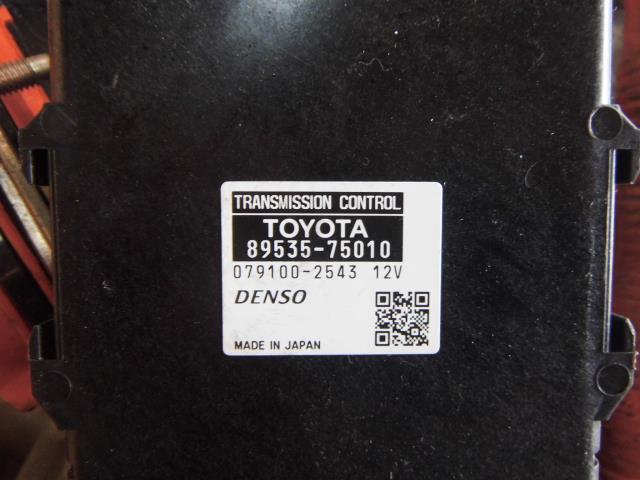 TRANSMISSION CONTROL
TOYOTA
89535-75010
079100-2543 12V
DENSO
MADE IN JAPAN